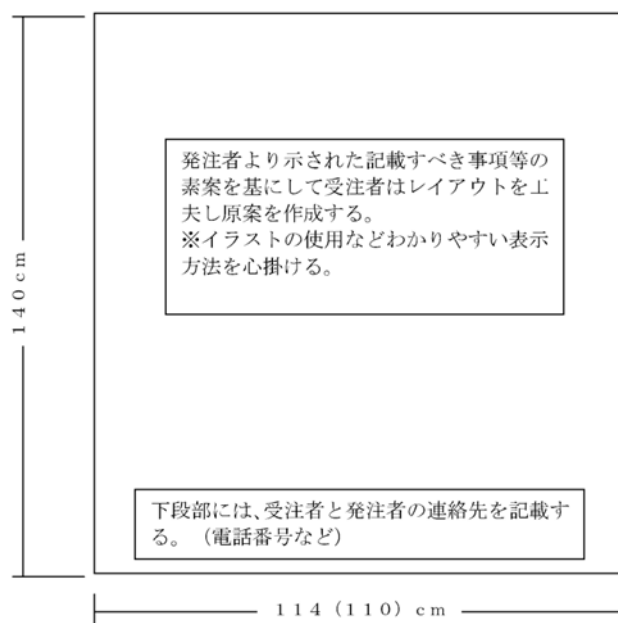 発注者より示された記載すべき事項等の
素案を基にして受注者はレイアウトを工
夫し原案を作成する。
※イラストの使用などわかりやすい表示
方法を心掛ける。
140cm
下段部には、受注者と発注者の連絡先を記載す
る。（電話番号など）
114（110）cm